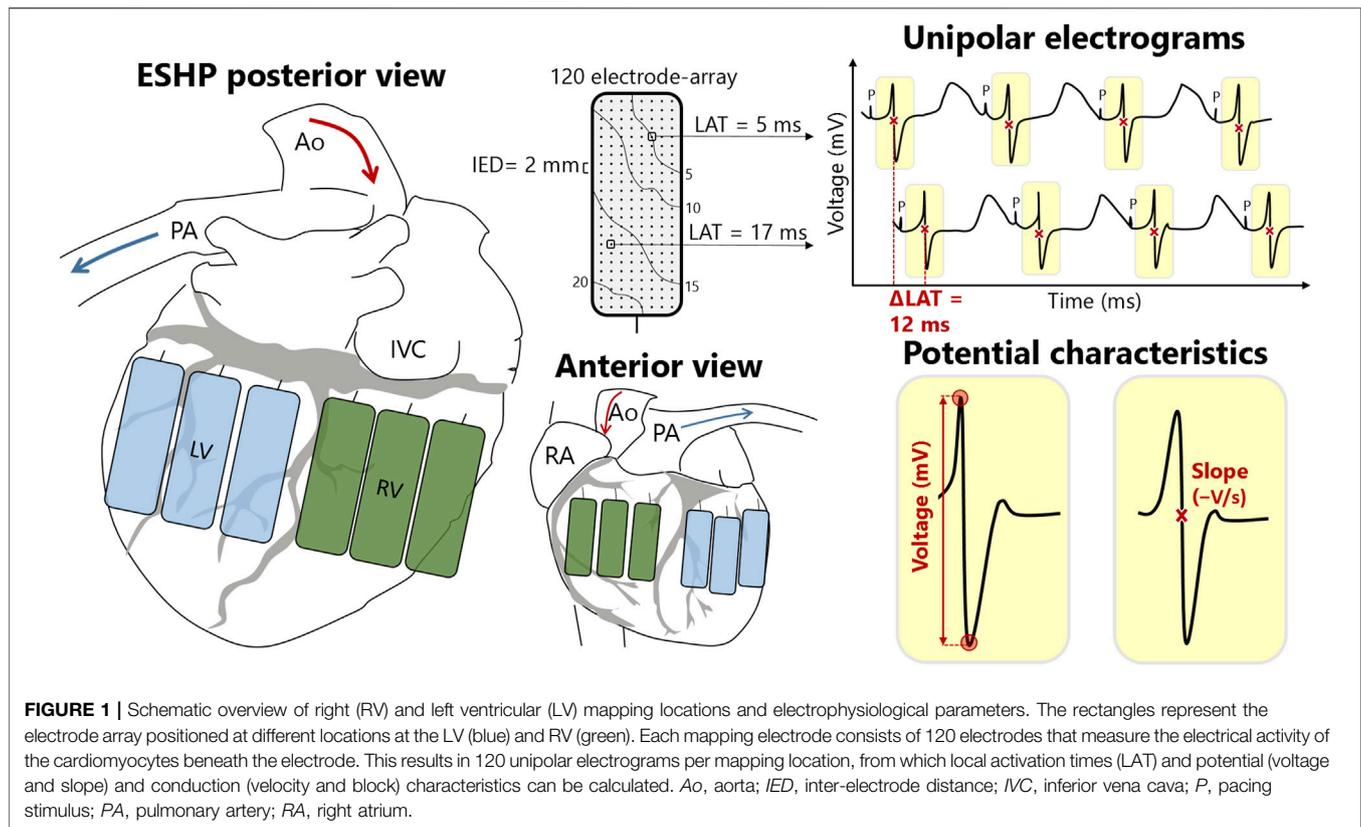 ESHP posterior view
Ao
PA
IVC
LV
RV
120 electrode-array
IED= 2 mm
LAT = 5 ms
5
10
LAT = 17 ms
20
15
Anterior view
Ao
PA
RA
Unipolar electrograms
Voltage (mV)
P P P P
P P P P
ΔLAT =
12 ms
Time (ms)
Potential characteristics
Voltage (mV)
Slope
(−V/s)
FIGURE 1 | Schematic overview of right (RV) and left ventricular (LV) mapping locations and electrophysiological parameters. The rectangles represent the
electrode array positioned at different locations at the LV (blue) and RV (green). Each mapping electrode consists of 120 electrodes that measure the electrical activity of
the cardiomyocytes beneath the electrode. This results in 120 unipolar electrograms per mapping location, from which local activation times (LAT) and potential (voltage
and slope) and conduction (velocity and block) characteristics can be calculated. Ao, aorta; IED, inter-electrode distance; IVC, inferior vena cava; P, pacing
stimulus; PA, pulmonary artery; RA, right atrium.